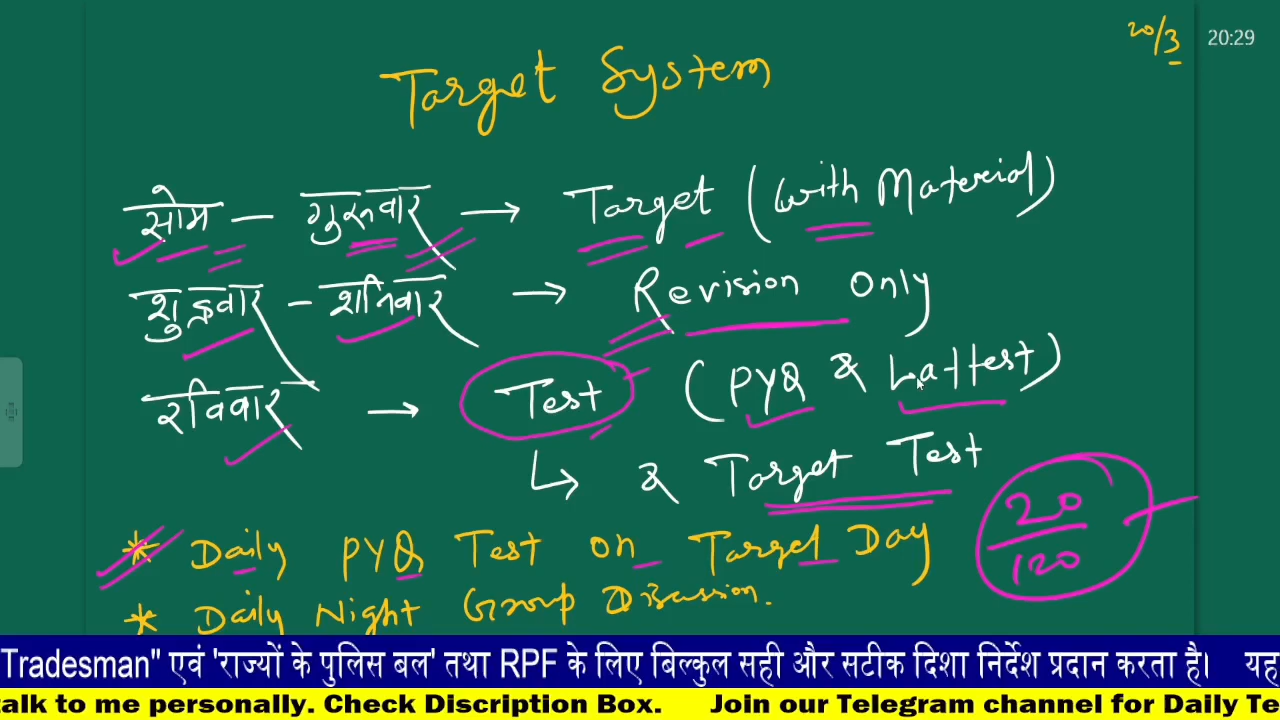 20/3 20:29
Target System
सोम - गुरुवार → Target (with Material)
शुक्रवार - शनिवार → Revision Only
रविवार → Test (PYQ & Lattest)
↳ & Target Test
20/120
* Daily PYQ Test on Target Day
* Daily Night Group Discussion.
Tradesman" एवं 'राज्यों के पुलिस बल' तथा RPF के लिए बिल्कुल सही और सटीक दिशा निर्देश प्रदान करता है। यह
talk to me personally. Check Discription Box. Join our Telegram channel for Daily Te